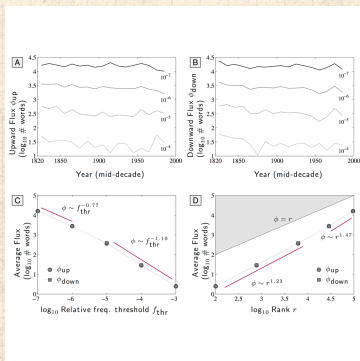 A
Upward Flux ϕup
(log10 # words)
4.5
4
3.5
3
2.5
2
1.5
1
10-7
10-6
10-5
10-4
1820
1850
1900
1950
2000
Year (mid-decade)
B
Downward Flux ϕdown
(log10 # words)
4.5
4
3.5
3
2.5
2
1.5
1
10-7
10-6
10-5
10-4
1820
1850
1900
1950
2000
Year (mid-decade)
C
Average Flux
(log10 # words)
5
4
3
2
1
0
ϕ ∼ fthr-0.77
ϕ ∼ fthr-1.10
ϕup
ϕdown
-7
-6
-5
-4
-3
log10 Relative freq. threshold fthr
D
Average Flux
(log10 # words)
5
4
3
2
1
0
ϕ = r
ϕ ∼ r1.47
ϕ ∼ r1.23
ϕup
ϕdown
2
2.5
3
3.5
4
4.5
5
log10 Rank r